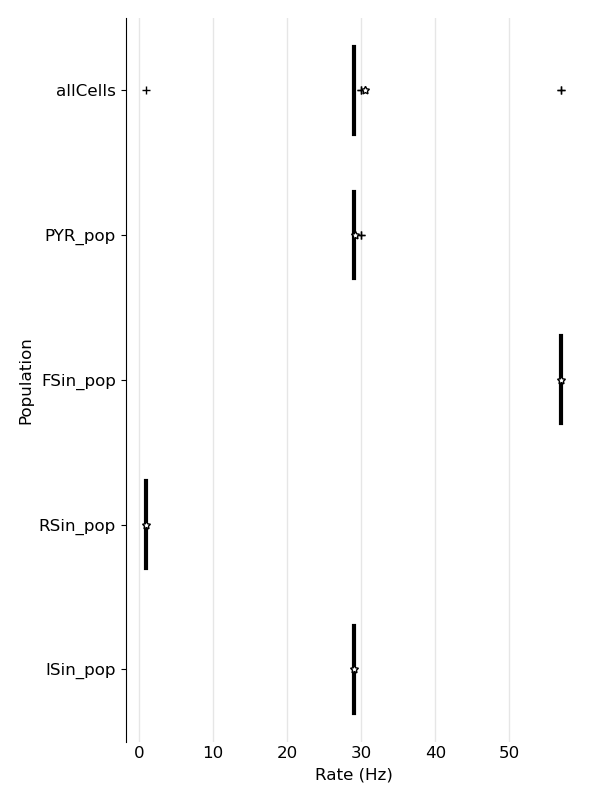 allCells
PYR_pop
FSin_pop
RSin_pop
ISin_pop
Population
0 10 20 30 40 50
Rate (Hz)